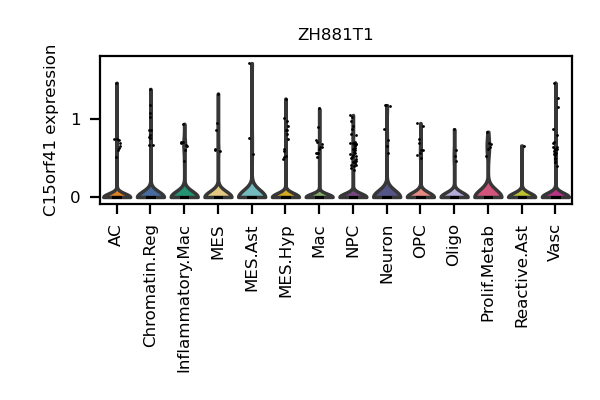 ZH881T1
C15orf41 expression
1
0
AC
Chromatin.Reg
Inflammatory.Mac
MES
MES.Ast
MES.Hyp
Mac
NPC
Neuron
OPC
Oligo
Prolif.Metab
Reactive.Ast
Vasc